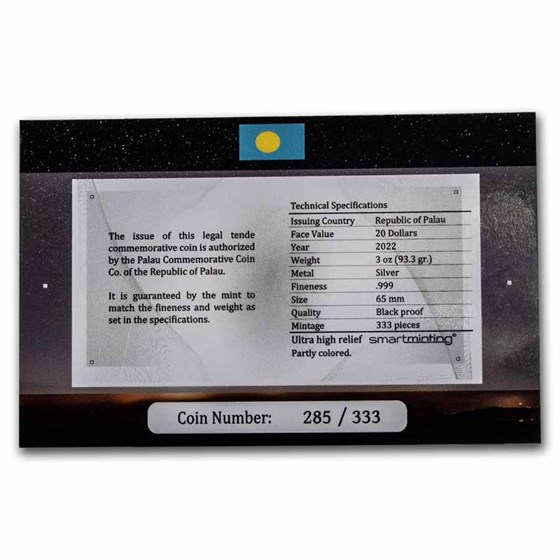 The issue of this legal tende
commemorative coin is authorized
by the Palau Commemorative Coin
Co. of the Republic of Palau.
It is guaranteed by the mint to
match the fineness and weight as
set in the specifications.
Technical Specifications
Issuing Country Republic of Palau
Face Value 20 Dollars
Year 2022
Weight 3 oz (93.3 gr.)
Metal Silver
Fineness .999
Size 65 mm
Quality Black proof
Mintage 333 pieces
Ultra high relief smartminting®
Partly colored.
Coin Number: 285 / 333